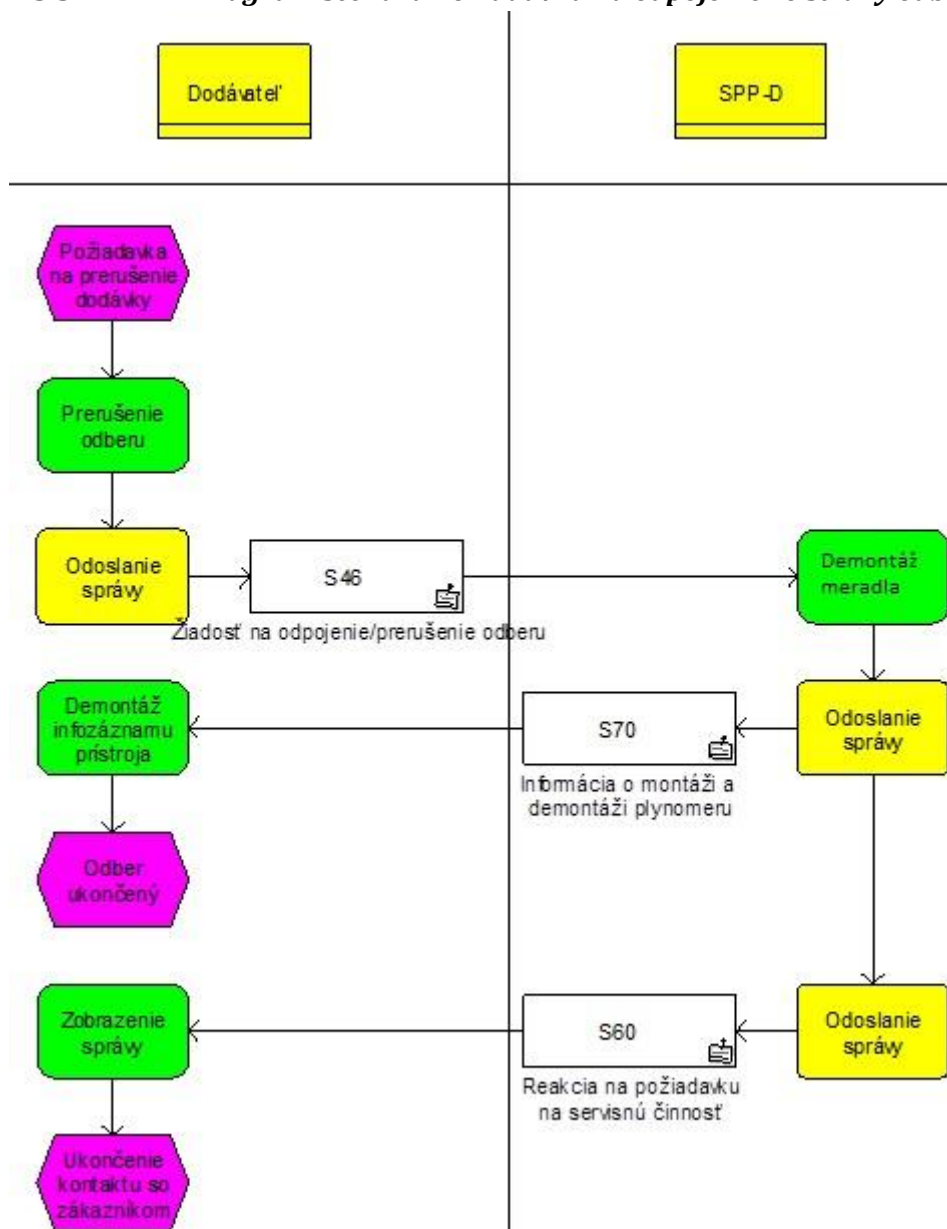 Dodávateľ
SPP-D
Požiadavka
na prerušenie
dodávky
Prerušenie
odberu
Odoslanie
správy
S46
Žiadosť na odpojenie/prerušenie odberu
Demontáž
meradla
Demontáž
infozáznamu
prístroja
S70
Informácia o montáži a
demontáži plynomeru
Odoslanie
správy
Odber
ukončený
Zobrazenie
správy
S60
Reakcia na požiadavku
na servisnú činnosť
Odoslanie
správy
Ukončenie
kontaktu so
zákazníkom